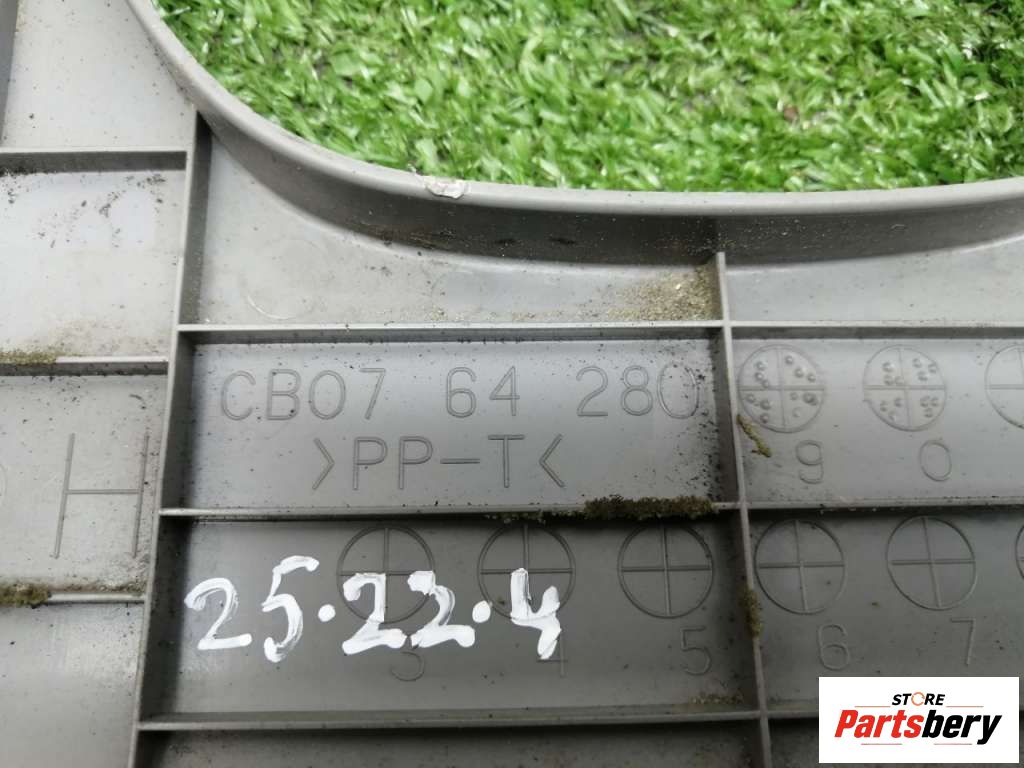 CB07 64 280
>PP-T<
9 0
H
25.22.4
3 4 5 6 7
STORE
Partsbery